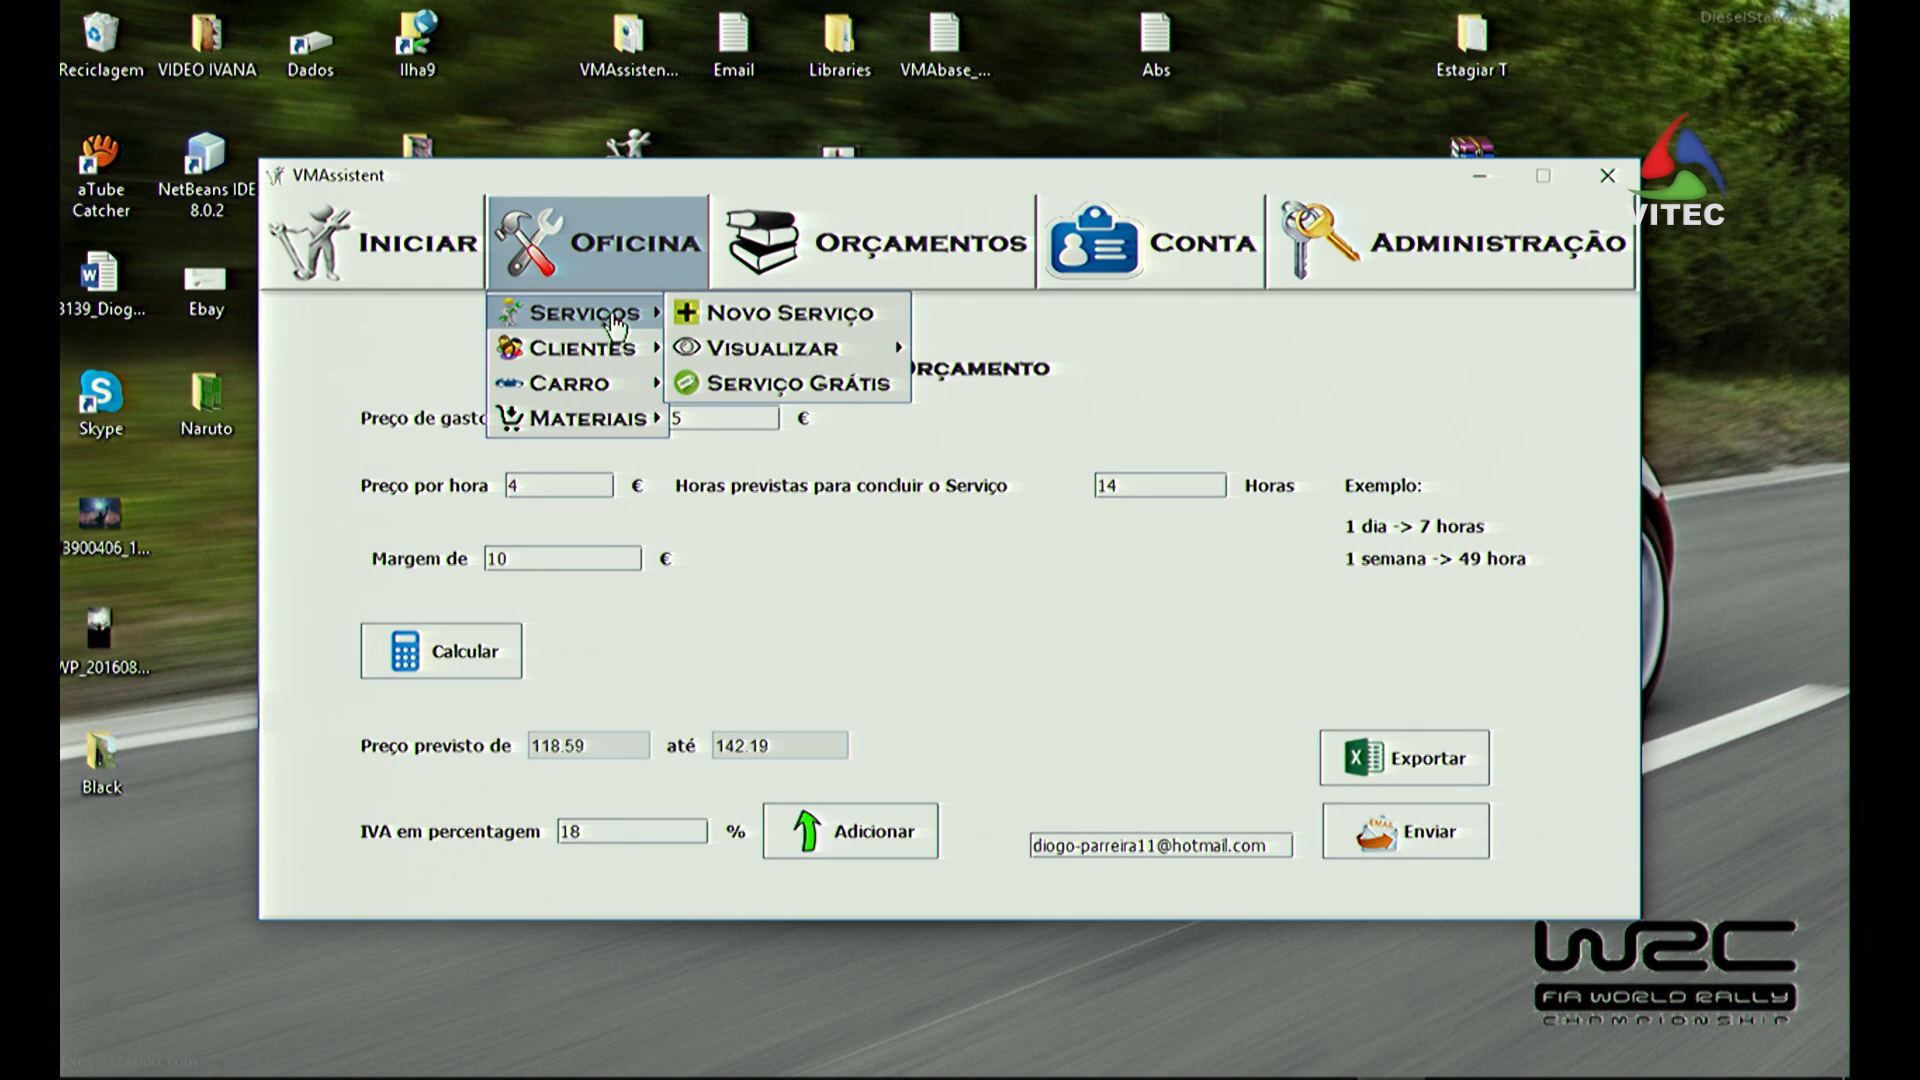 DieselStation.com
Reciclagem
VIDEO IVANA
Dados
Ilha9
VMAssisten...
Email
Libraries
VMAbase_...
Abs
Estagiar T
aTube
Catcher
NetBeans IDE
8.0.2
3139_Diog...
Ebay
Skype
Naruto
3900406_1...
WP_201608...
Black
VITEC
VMAssistent
INICIAR
OFICINA
ORÇAMENTOS
CONTA
ADMINISTRAÇÃO
SERVIÇOS
NOVO SERVIÇO
CLIENTES
VISUALIZAR
CARRO
SERVIÇO GRÁTIS
MATERIAIS
RÇAMENTO
Preço de gasto
5 €
Preço por hora 4 € Horas previstas para concluir o Serviço 14 Horas Exemplo:
1 dia -> 7 horas
Margem de 10 € 1 semana -> 49 hora
Calcular
Preço previsto de 118.59 até 142.19
Exportar
IVA em percentagem 18 % Adicionar
diogo-parreira11@hotmail.com
Enviar
WRC
FIA WORLD RALLY
CHAMPIONSHIP